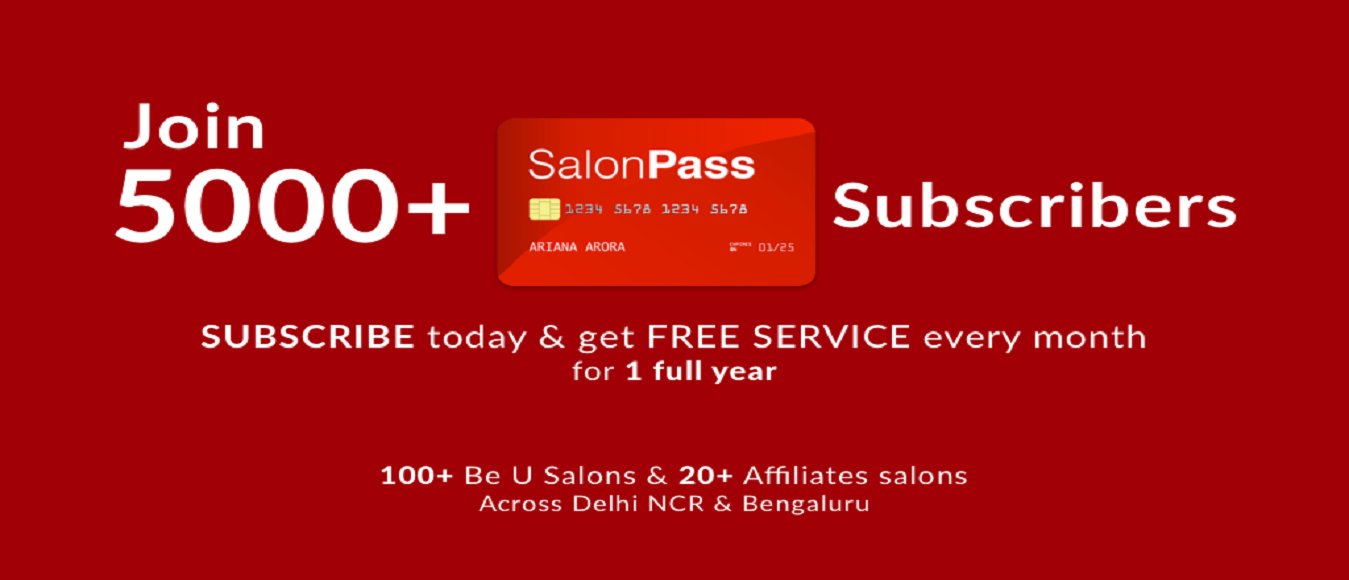 Join
5000+
SalonPass
1234 5678 1234 5678
ARIANA ARORA
01/25
Subscribers
SUBSCRIBE today & get FREE SERVICE every month
for 1 full year
100+ Be U Salons & 20+ Affiliates salons
Across Delhi NCR & Bengaluru